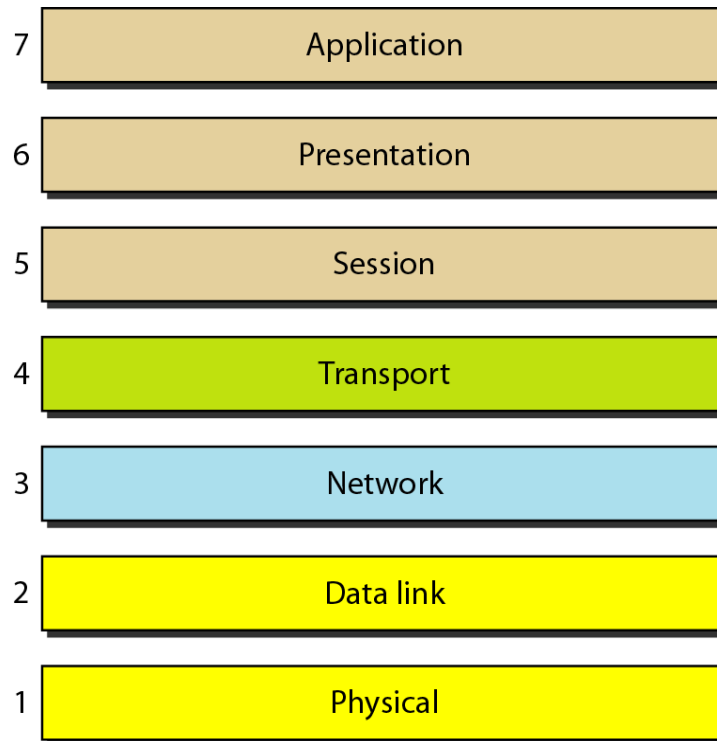 7 Application
6 Presentation
5 Session
4 Transport
3 Network
2 Data link
1 Physical